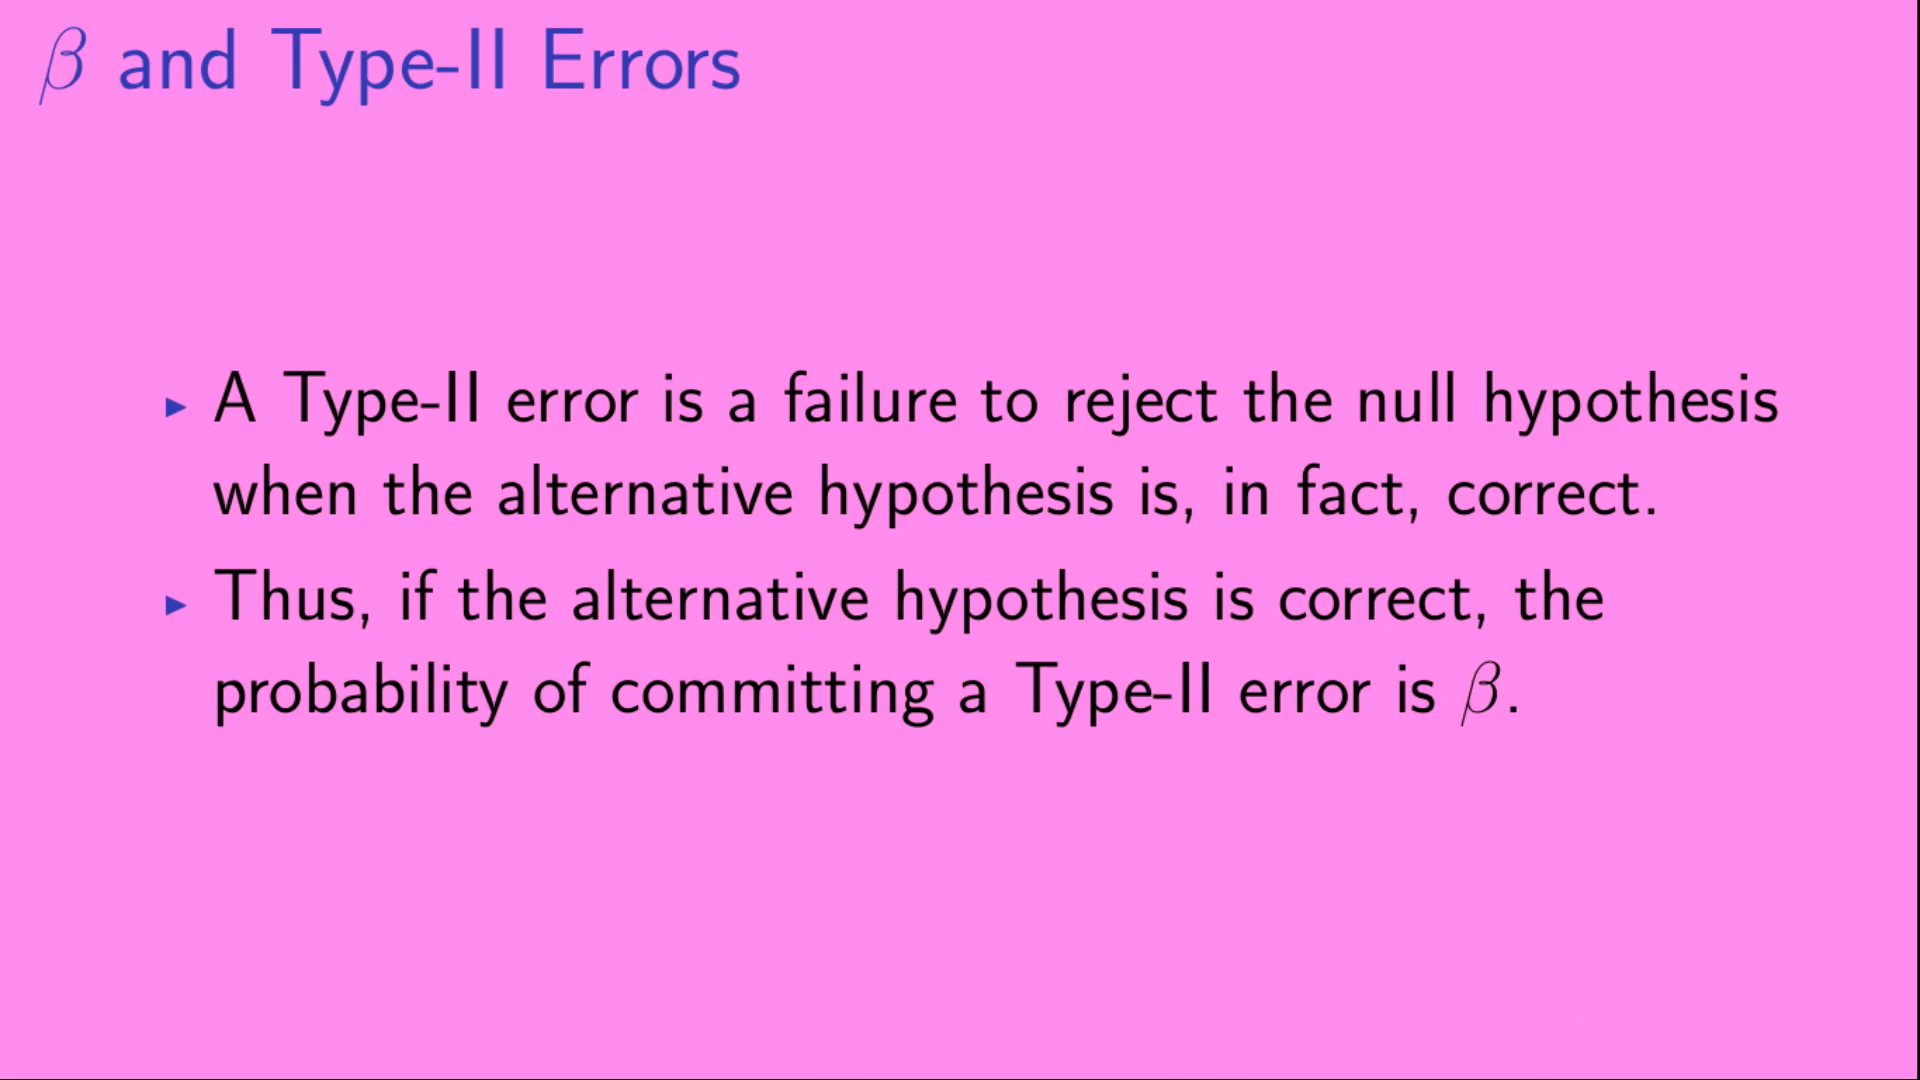 β and Type-II Errors
A Type-II error is a failure to reject the null hypothesis
when the alternative hypothesis is, in fact, correct.
Thus, if the alternative hypothesis is correct, the
probability of committing a Type-II error is β.